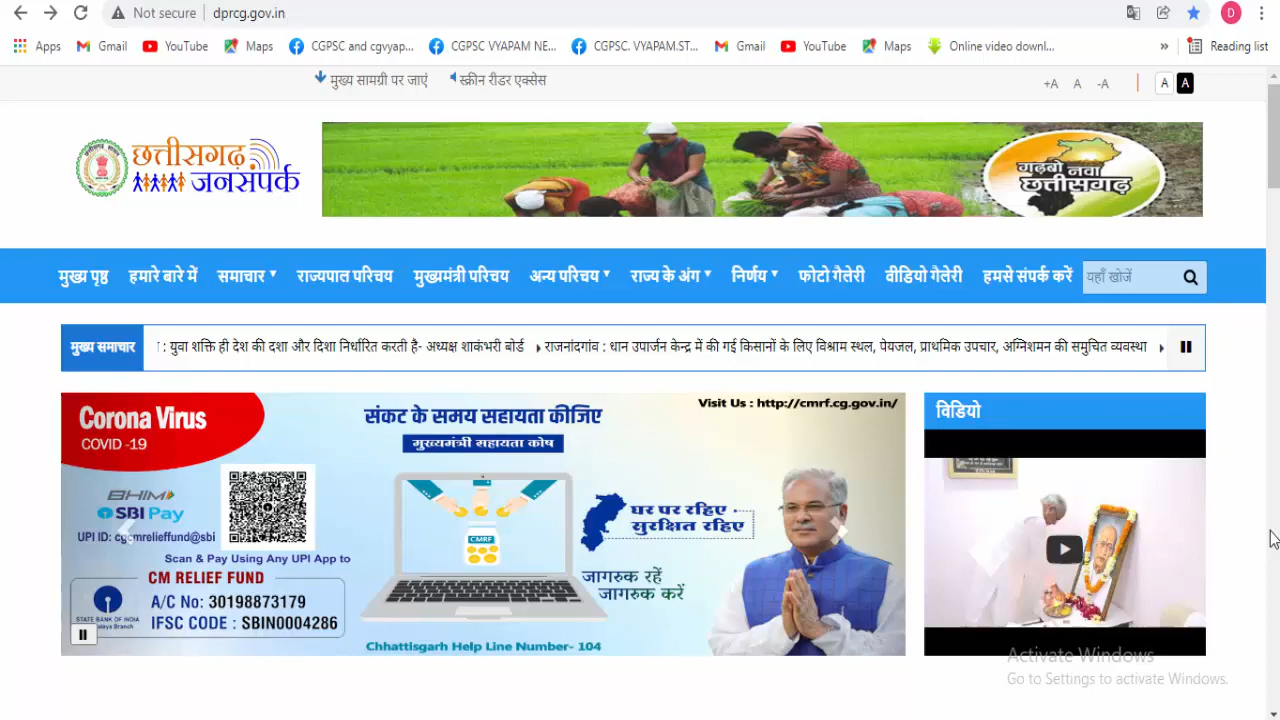 Not secure | dprcg.gov.in
D
Apps Gmail YouTube Maps CGPSC and cgvyap... CGPSC VYAPAM NE... CGPSC. VYAPAM.ST... Gmail YouTube Maps Online video downl... » Reading list
मुख्य सामग्री पर जाएं स्क्रीन रीडर एक्सेस
+A A -A A A
छत्तीसगढ़
जनसंपर्क
गढ़बो नवा
छत्तीसगढ़
मुख्य पृष्ठ हमारे बारे में समाचार राज्यपाल परिचय मुख्यमंत्री परिचय अन्य परिचय राज्य के अंग निर्णय फोटो गैलेरी वीडियो गैलेरी हमसे संपर्क करें यहाँ खोजें
मुख्य समाचार : युवा शक्ति ही देश की दशा और दिशा निर्धारित करती है- अध्यक्ष शाकंभरी बोर्ड राजनांदगांव : धान उपार्जन केन्द्र में की गई किसानों के लिए विश्राम स्थल, पेयजल, प्राथमिक उपचार, अग्निशमन की समुचित व्यवस्था
Corona Virus
COVID -19
संकट के समय सहायता कीजिए
मुख्यमंत्री सहायता कोष
Visit Us : http://cmrf.cg.gov.in/
BHIM
SBI Pay
UPI ID: cgcmrelieffund@sbi
Scan & Pay Using Any UPI App to
CM RELIEF FUND
A/C No: 30198873179
IFSC CODE : SBIN0004286
STATE BANK OF INDIA
CMRF
घर पर रहिए
सुरक्षित रहिए
जागरुक रहें
जागरुक करें
Chhattisgarh Help Line Number- 104
विडियो
Activate Windows
Go to Settings to activate Windows.